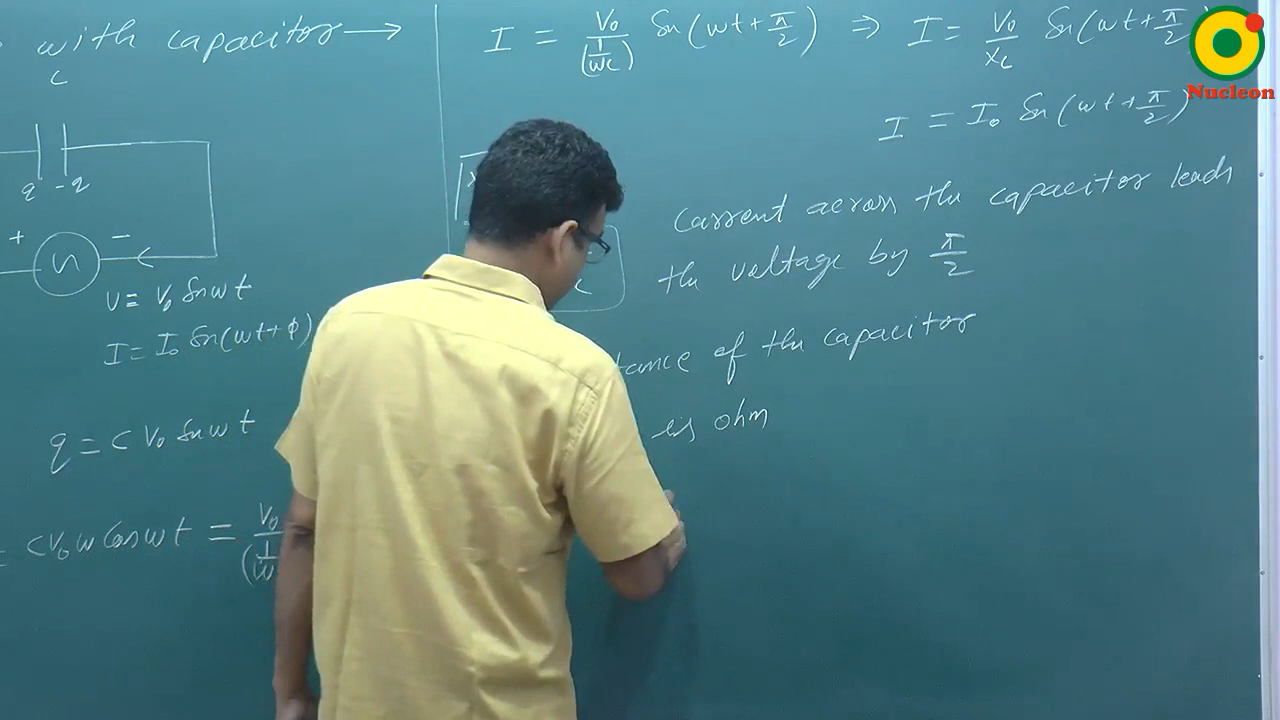 with capacitor →
C
q -q
+ -
V = V₀ Sin ωt
I = I₀ Sin(ωt + φ)
q = C V₀ Sin ωt
= CV₀ ω Cos ωt = V₀ / (1/ω
I = V₀/(1/ωC) Sin(ωt + π/2) ⇒ I = V₀/X_C Sin(ωt + π/2)
I = I₀ Sin(ωt + π/2)
Current across the capacitor leads
the voltage by π/2
tance of the capacitor
is ohm
Nucleon